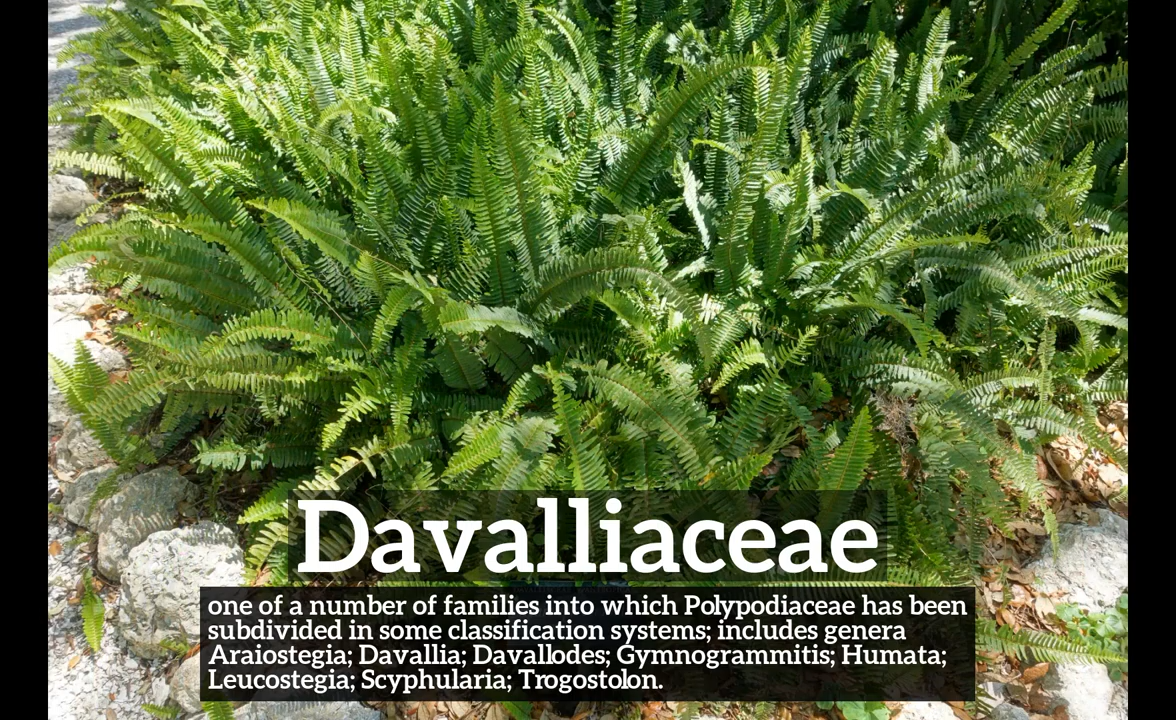 Davalliaceae
one of a number of families into which Polypodiaceae has been
subdivided in some classification systems; includes genera
Araiostegia; Davallia; Davallodes; Gymnogrammitis; Humata;
Leucostegia; Scyphularia; Trogostolon.